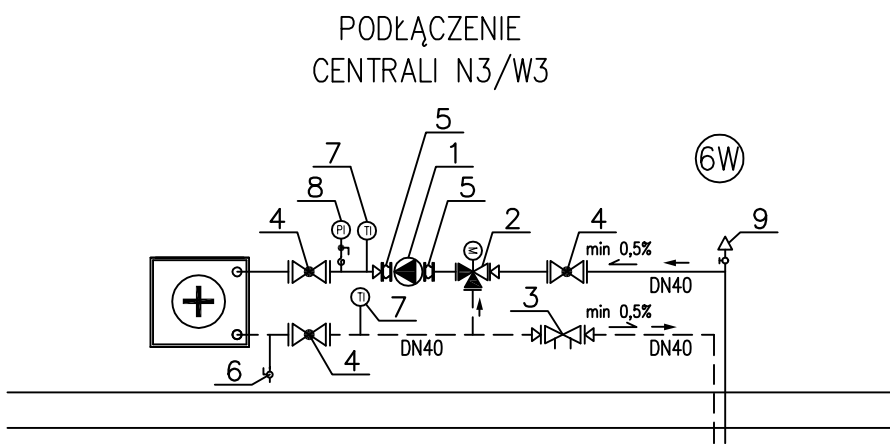 PODŁĄCZENIE
CENTRALI N3/W3
5
7
1
6W
8
5
4
2
4
9
PI
TI
M
min 0,5%
DN40
TI
7
3
min 0,5%
DN40
DN40
4
6